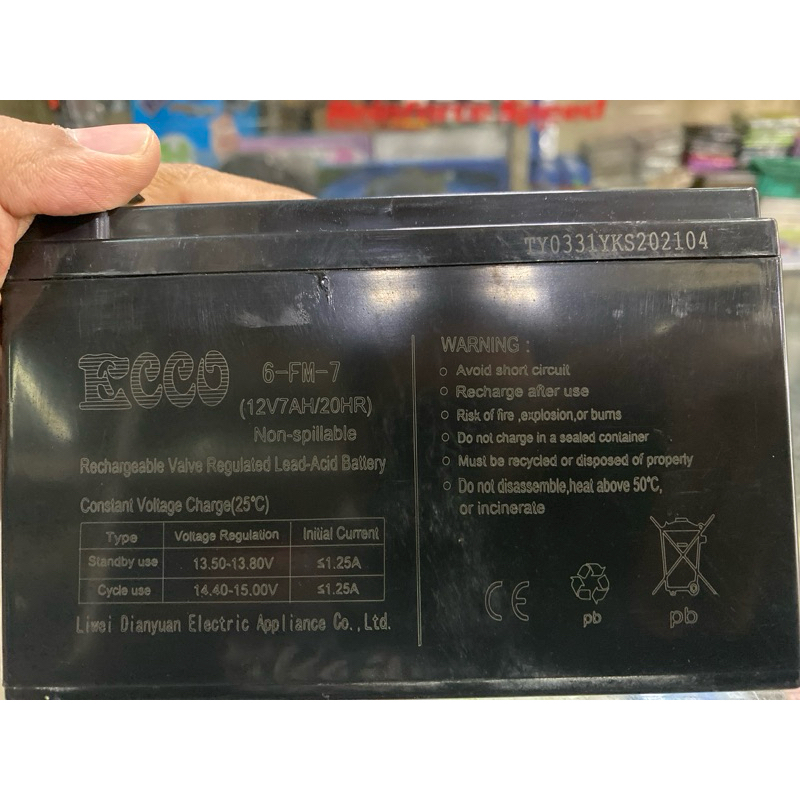 Speed
TY0331YKS202104
ECCO
6-FM-7
(12V7AH/20HR)
Non-spillable
Rechargeable Valve Regulated Lead-Acid Battery
Constant Voltage Charge(25℃)
Type Voltage Regulation Initial Current
Standby use 13.50-13.80V ≤1.25A
Cycle use 14.40-15.00V ≤1.25A
Liwei Dianyuan Electric Appliance Co.,Ltd.
WARNING :
Avoid short circuit
Recharge after use
Risk of fire ,explosion,or burns
Do not charge in a sealed container
Must be recycled or disposed of properly
Do not disassemble,heat above 50℃,
or incinerate
CE
pb
pb